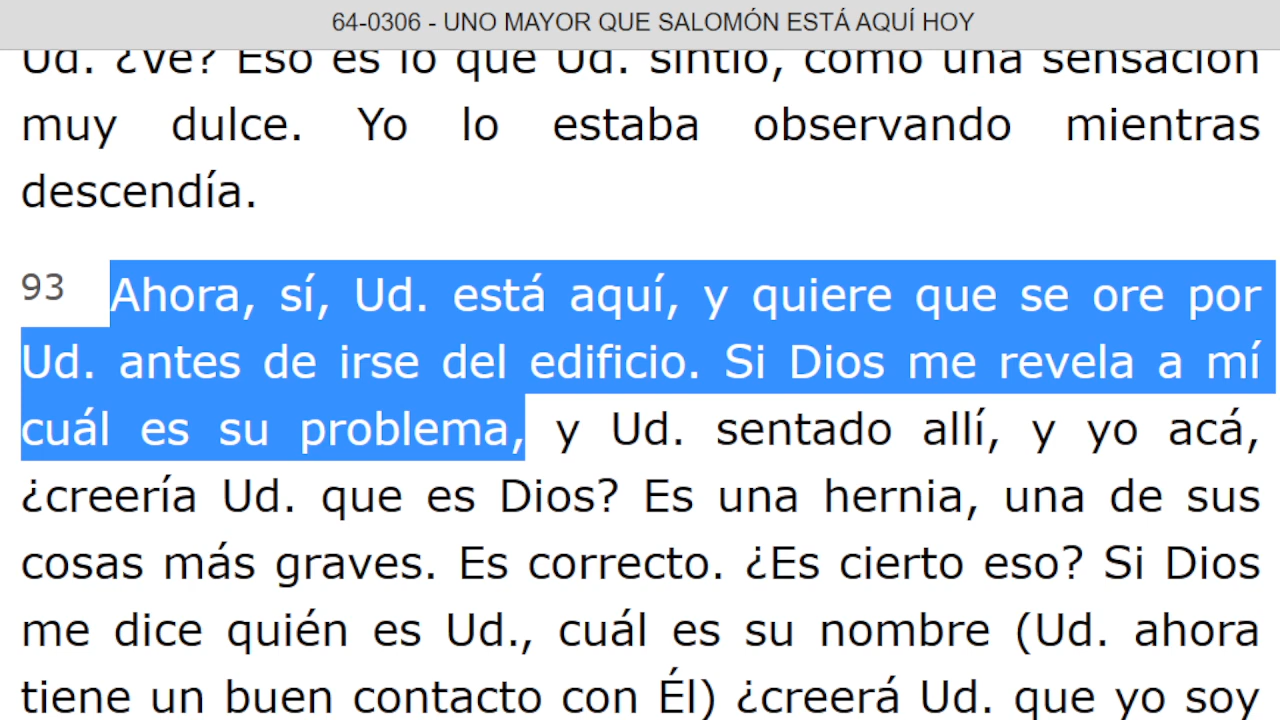 64-0306 - UNO MAYOR QUE SALOMÓN ESTÁ AQUÍ HOY
Ud. ¿Ve? Eso es lo que Ud. sintió, como una sensación
muy dulce. Yo lo estaba observando mientras
descendía.
93 Ahora, sí, Ud. está aquí, y quiere que se ore por
Ud. antes de irse del edificio. Si Dios me revela a mí
cuál es su problema, y Ud. sentado allí, y yo acá,
¿creería Ud. que es Dios? Es una hernia, una de sus
cosas más graves. Es correcto. ¿Es cierto eso? Si Dios
me dice quién es Ud., cuál es su nombre (Ud. ahora
tiene un buen contacto con Él) ¿creerá Ud. que yo soy